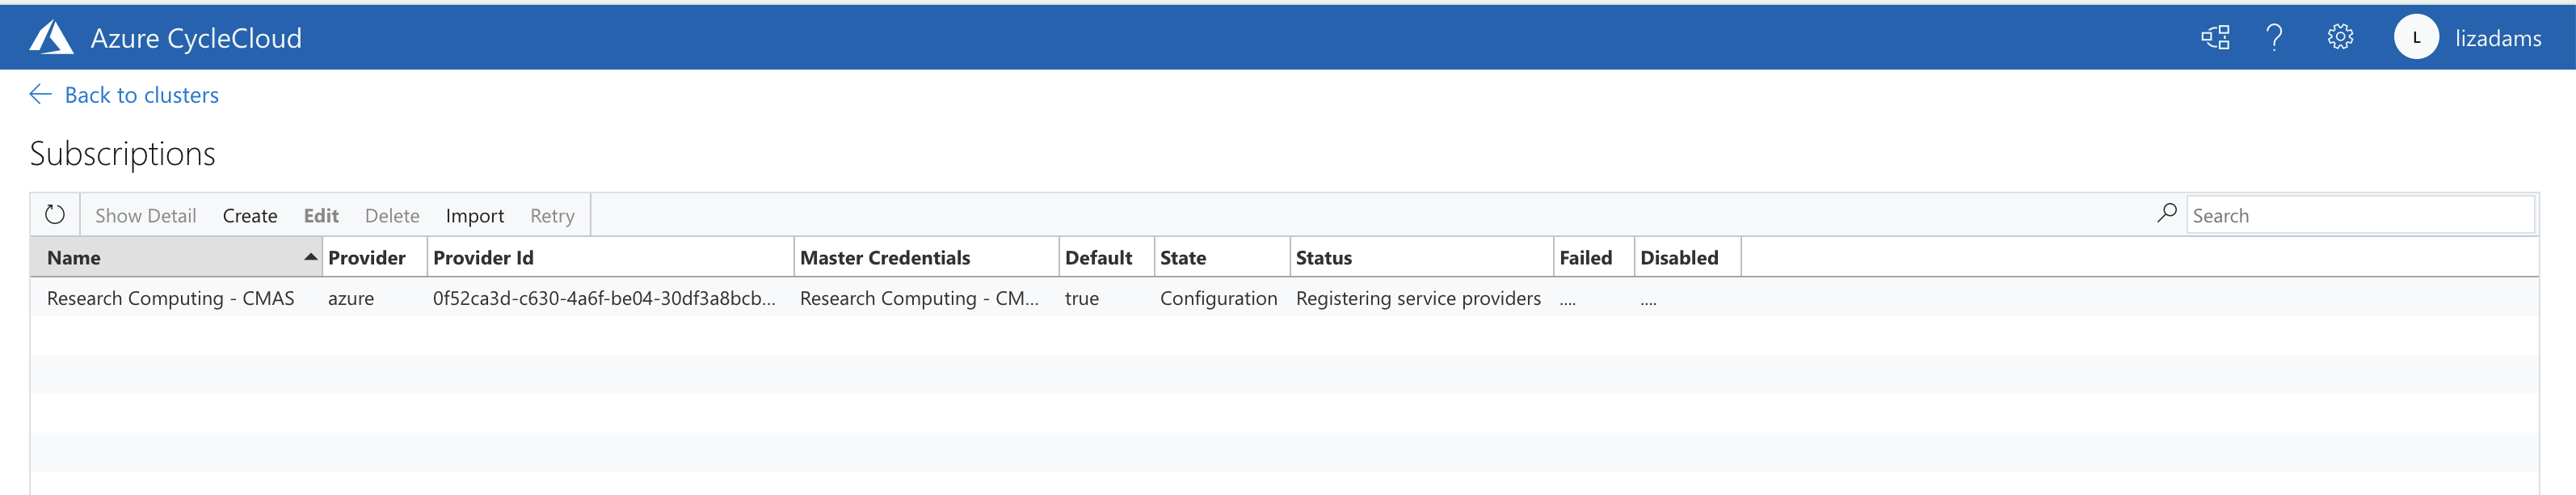 Azure CycleCloud
L
lizadams
Back to clusters
Subscriptions
Show Detail Create Edit Delete Import Retry
Search
Name Provider Provider Id Master Credentials Default State Status Failed Disabled
Research Computing - CMAS azure 0f52ca3d-c630-4a6f-be04-30df3a8bcb... Research Computing - CM... true Configuration Registering service providers .... ....